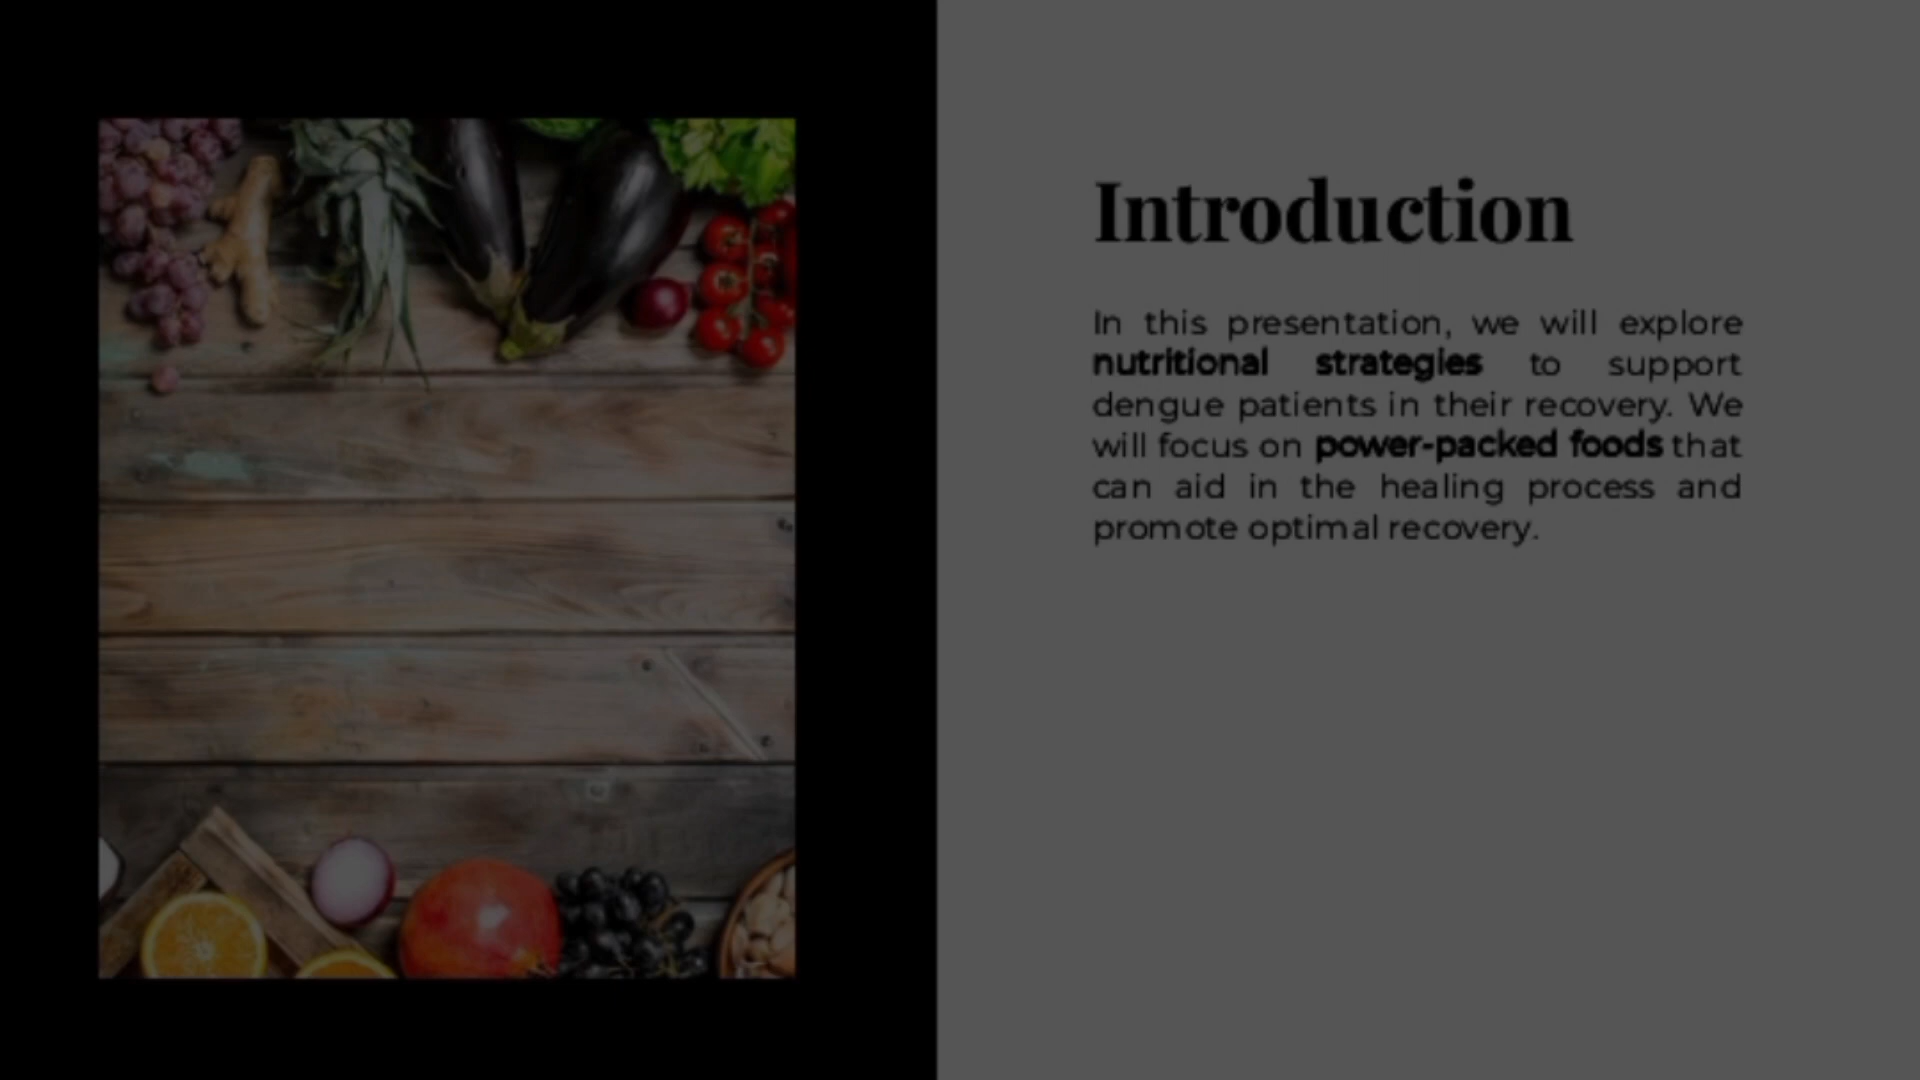 Introduction
In this presentation, we will explore
nutritional strategies to support
dengue patients in their recovery. We
will focus on power-packed foods that
can aid in the healing process and
promote optimal recovery.